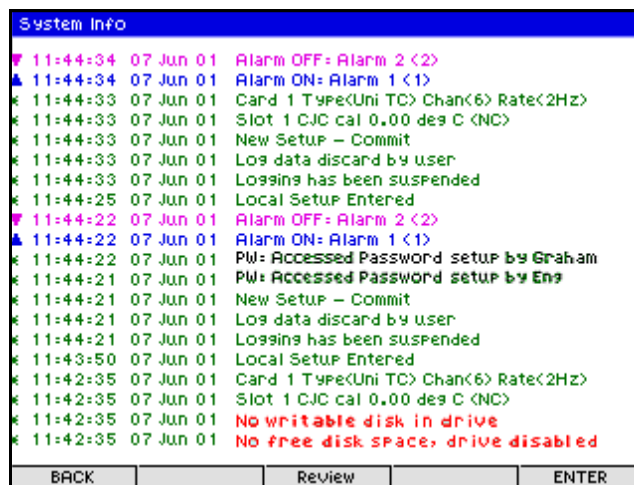 System Info
▼ 11:44:34 07 Jun 01 Alarm OFF: Alarm 2 <2>
▲ 11:44:34 07 Jun 01 Alarm ON: Alarm 1 <1>
* 11:44:33 07 Jun 01 Card 1 Type<Uni TC> Chan<6> Rate<2Hz>
* 11:44:33 07 Jun 01 Slot 1 CJC cal 0.00 deg C <NC>
* 11:44:33 07 Jun 01 New Setup – Commit
* 11:44:33 07 Jun 01 Log data discard by user
* 11:44:33 07 Jun 01 Logging has been suspended
* 11:44:25 07 Jun 01 Local Setup Entered
▼ 11:44:22 07 Jun 01 Alarm OFF: Alarm 2 <2>
▲ 11:44:22 07 Jun 01 Alarm ON: Alarm 1 <1>
* 11:44:22 07 Jun 01 PW: Accessed Password setup by Graham
* 11:44:21 07 Jun 01 PW: Accessed Password setup by Eng
* 11:44:21 07 Jun 01 New Setup – Commit
* 11:44:21 07 Jun 01 Log data discard by user
* 11:44:21 07 Jun 01 Logging has been suspended
* 11:43:50 07 Jun 01 Local Setup Entered
* 11:42:35 07 Jun 01 Card 1 Type<Uni TC> Chan<6> Rate<2Hz>
* 11:42:35 07 Jun 01 Slot 1 CJC cal 0.00 deg C <NC>
* 11:42:35 07 Jun 01 No writable disk in drive
* 11:42:35 07 Jun 01 No free disk space, drive disabled
BACK Review ENTER